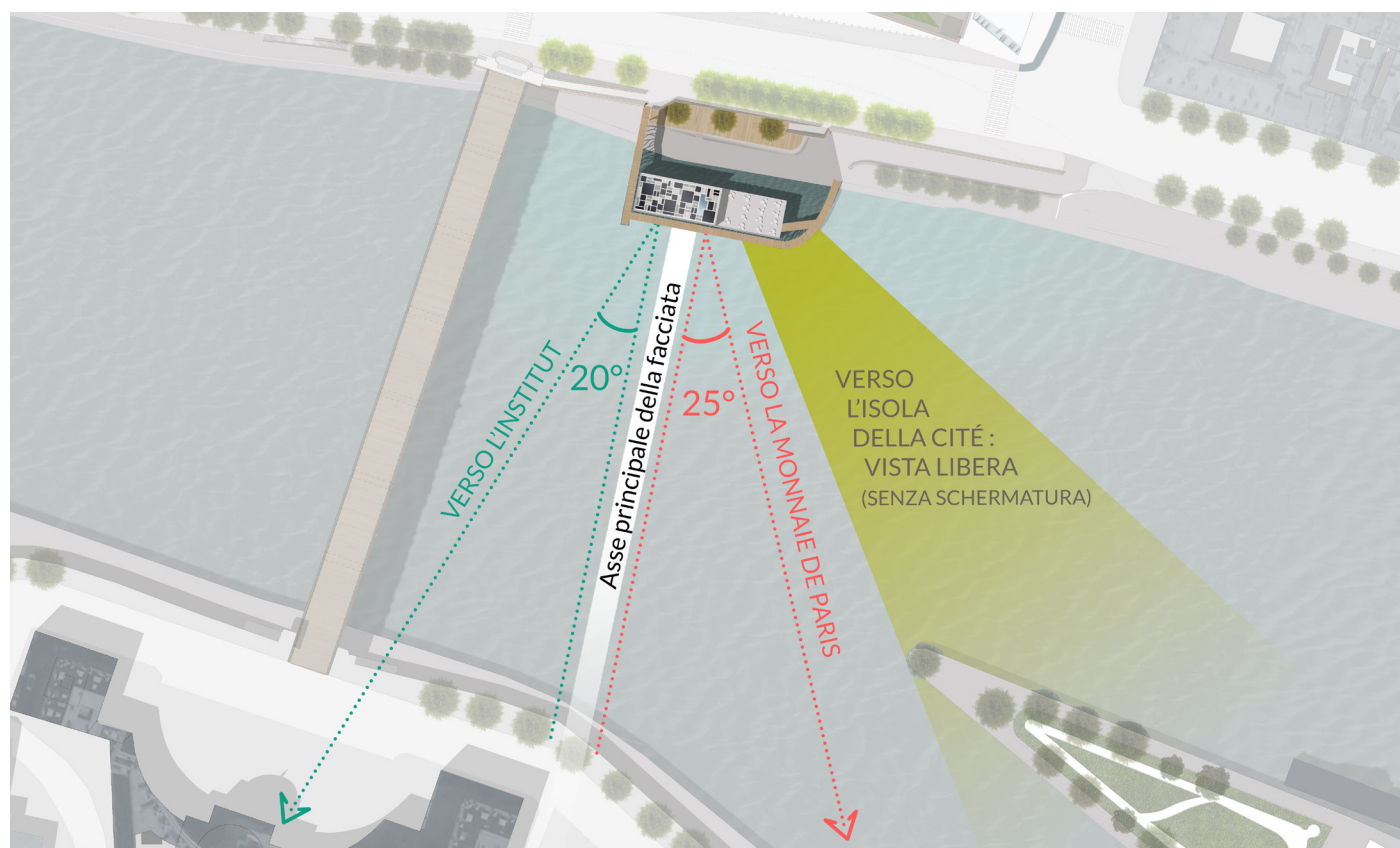 VERSO L'INSTITUT
20°
Asse principale della facciata
25°
VERSO LA MONNAIE DE PARIS
VERSO
L'ISOLA
DELLA CITÉ :
VISTA LIBERA
(SENZA SCHERMATURA)